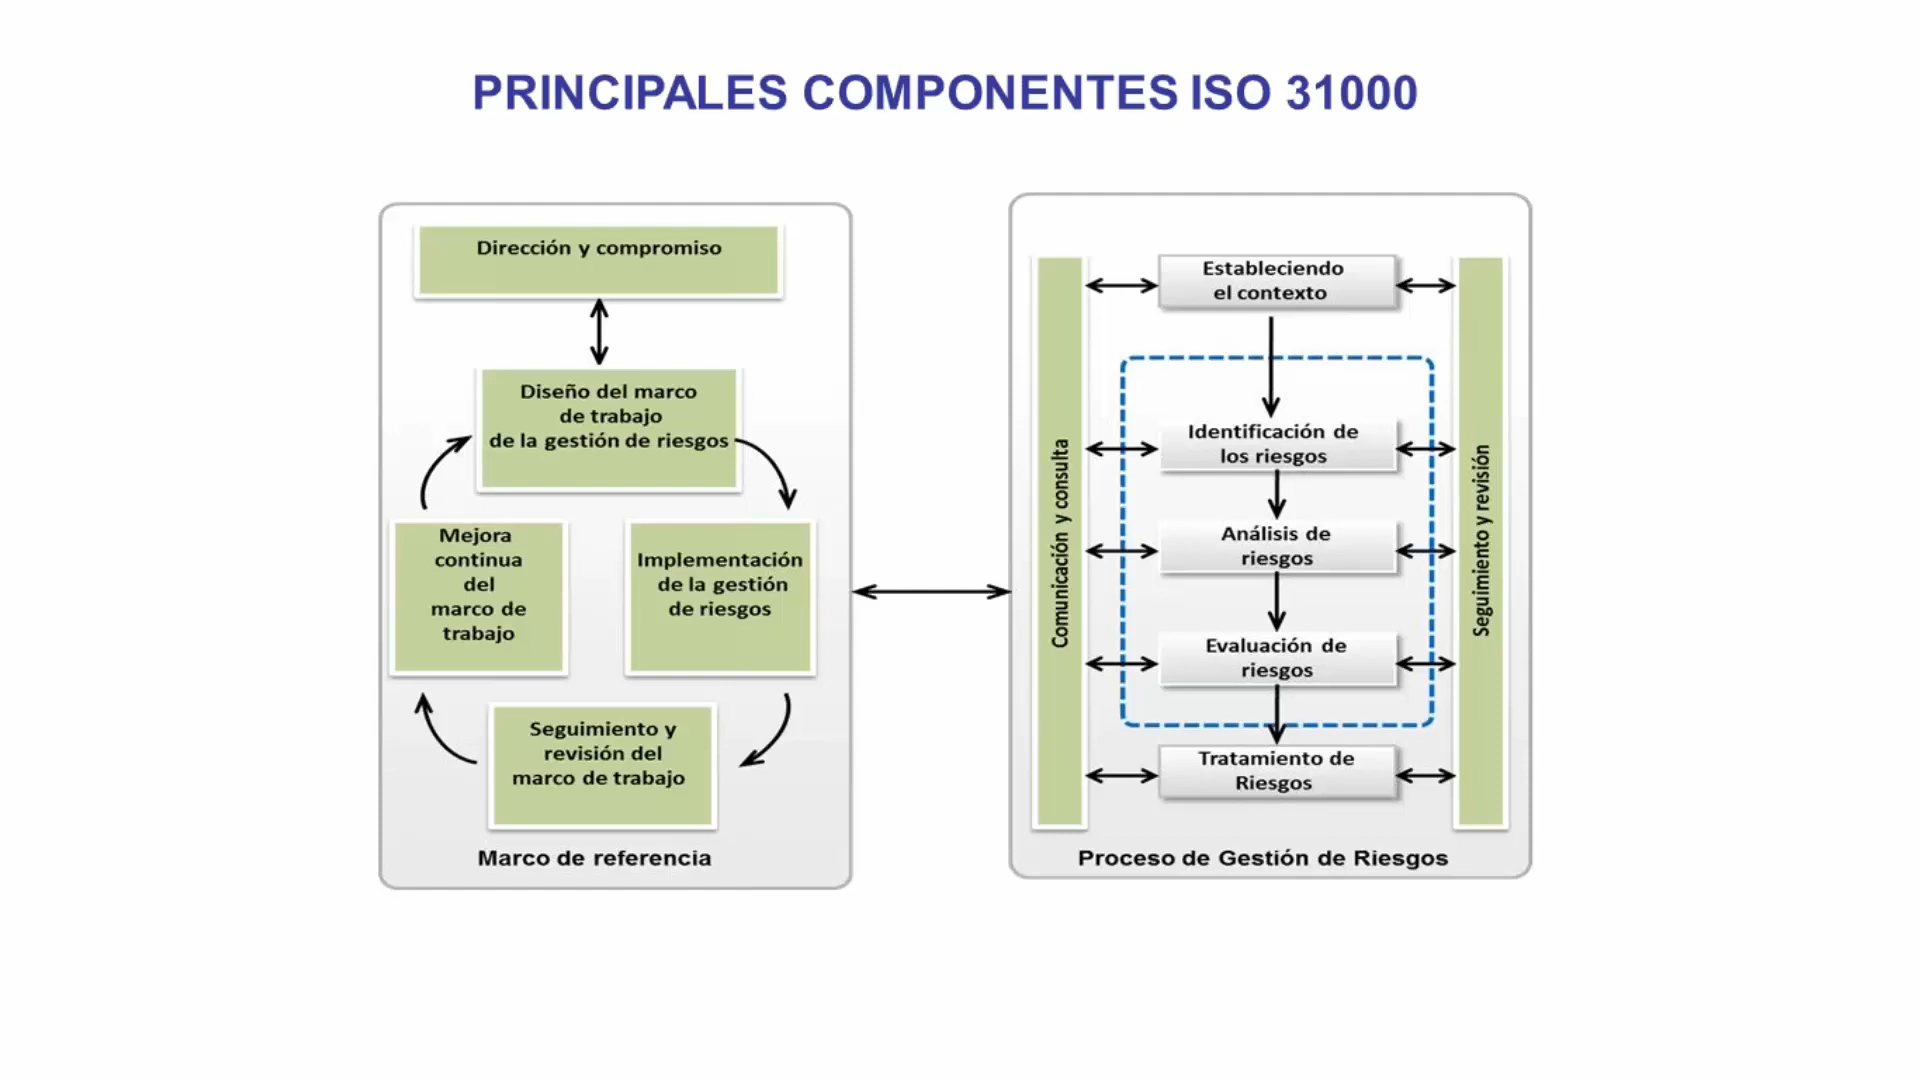 PRINCIPALES COMPONENTES ISO 31000
Dirección y compromiso
Diseño del marco
de trabajo
de la gestión de riesgos
Mejora
continua
del
marco de
trabajo
Implementación
de la gestión
de riesgos
Seguimiento y
revisión del
marco de trabajo
Marco de referencia
Comunicación y consulta
Estableciendo
el contexto
Identificación de
los riesgos
Análisis de
riesgos
Evaluación de
riesgos
Tratamiento de
Riesgos
Seguimiento y revisión
Proceso de Gestión de Riesgos